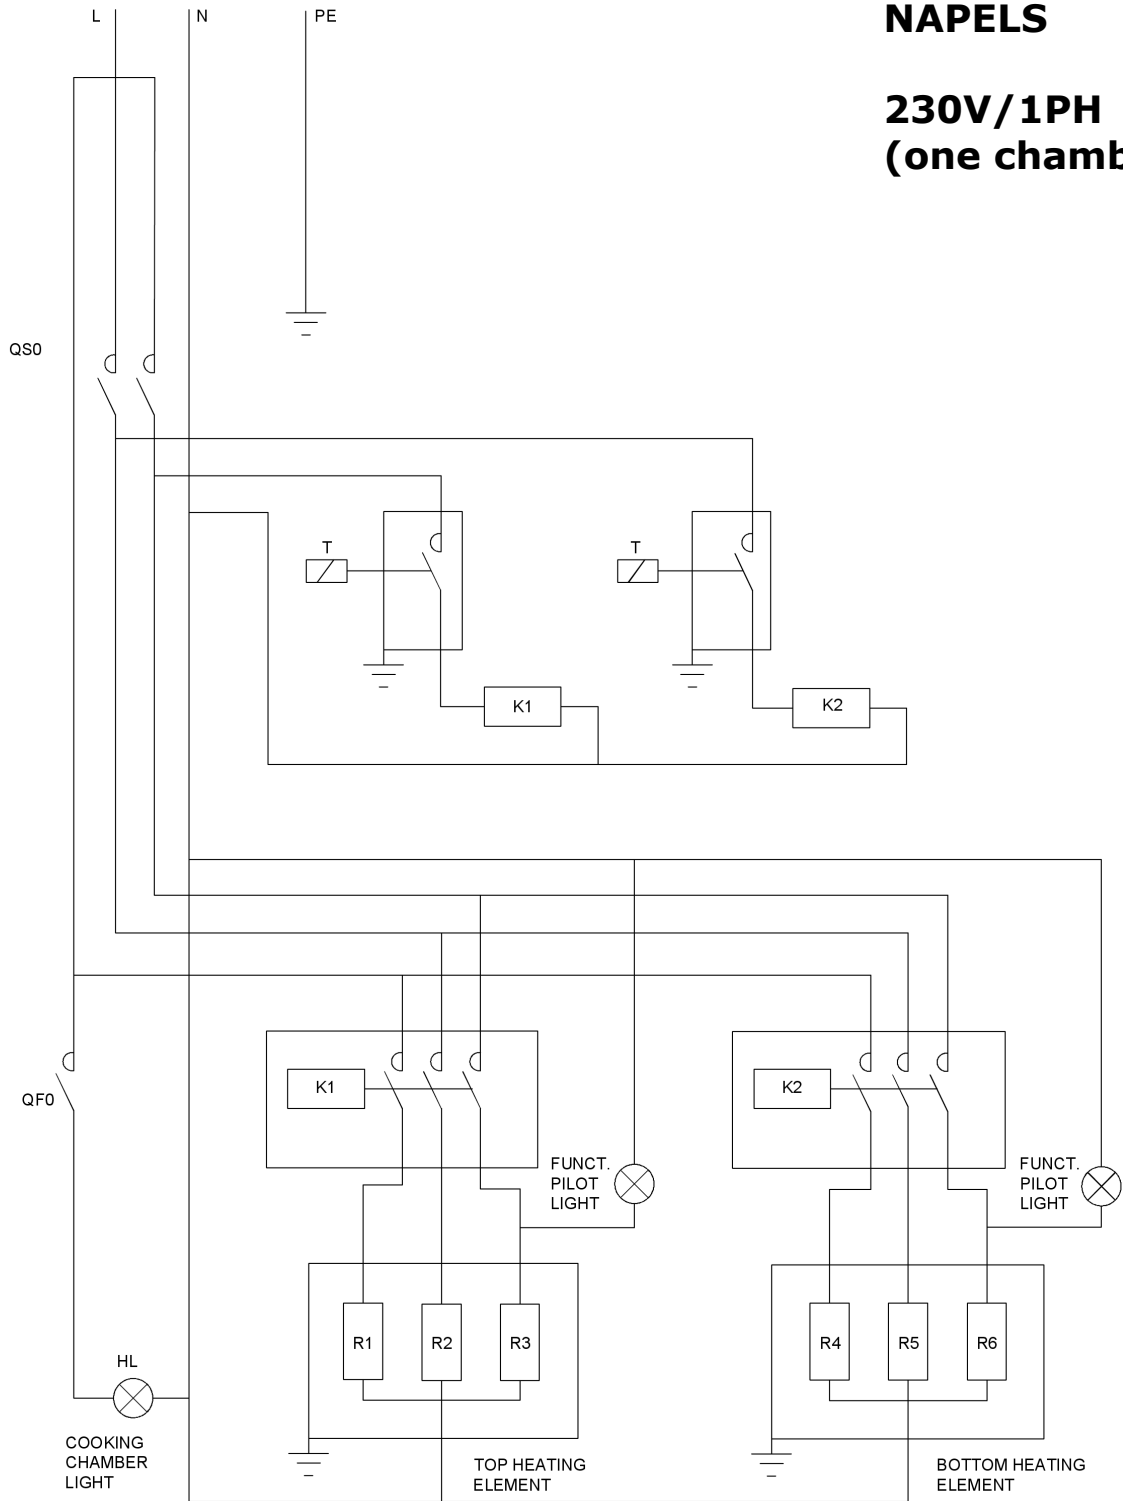 L
N
PE
NAPELS
230V/1PH
(one chamb
QS0
T
T
K1
K2
QF0
K1
K2
FUNCT.
PILOT
LIGHT
FUNCT.
PILOT
LIGHT
R1
R2
R3
R4
R5
R6
HL
COOKING
CHAMBER
LIGHT
TOP HEATING
ELEMENT
BOTTOM HEATING
ELEMENT